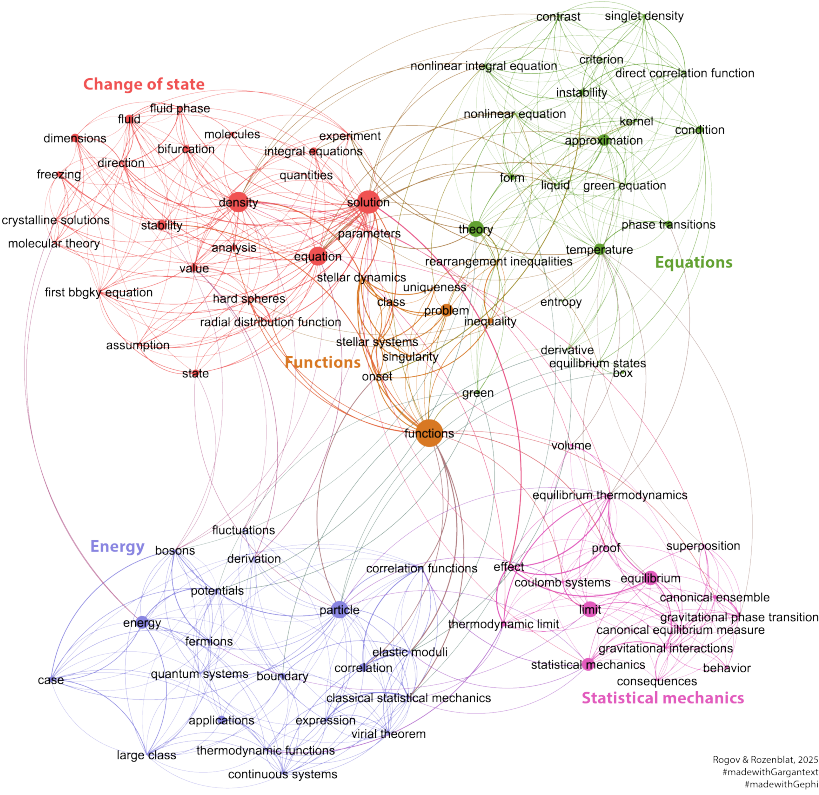 contrast
singlet density
nonlinear integral equation
criterion
direct correlation function
Change of state
instability
fluid phase
fluid
nonlinear equation
kernel
condition
dimensions
molecules
experiment
approximation
bifurcation
integral equations
direction
freezing
quantities
form
liquid
green equation
density
solution
crystalline solutions
stability
parameters
theory
phase transitions
molecular theory
analysis
equation
temperature
value
rearrangement inequalities
Equations
stellar dynamics
first bbgky equation
hard spheres
class
uniqueness
entropy
problem
radial distribution function
inequality
assumption
stellar systems
derivative
Functions
singularity
equilibrium states
state
onset
box
green
functions
volume
equilibrium thermodynamics
fluctuations
Energy
bosons
derivation
proof
superposition
correlation functions
effect
coulomb systems
equilibrium
potentials
canonical ensemble
particle
limit
energy
thermodynamic limit
gravitational phase transition
canonical equilibrium measure
fermions
elastic moduli
gravitational interactions
case
quantum systems
boundary
correlation
statistical mechanics
behavior
consequences
classical statistical mechanics
Statistical mechanics
applications
expression
virial theorem
large class
thermodynamic functions
continuous systems
Rogov & Rozenblat, 2025
#madewithGargantext
#madewithGephi